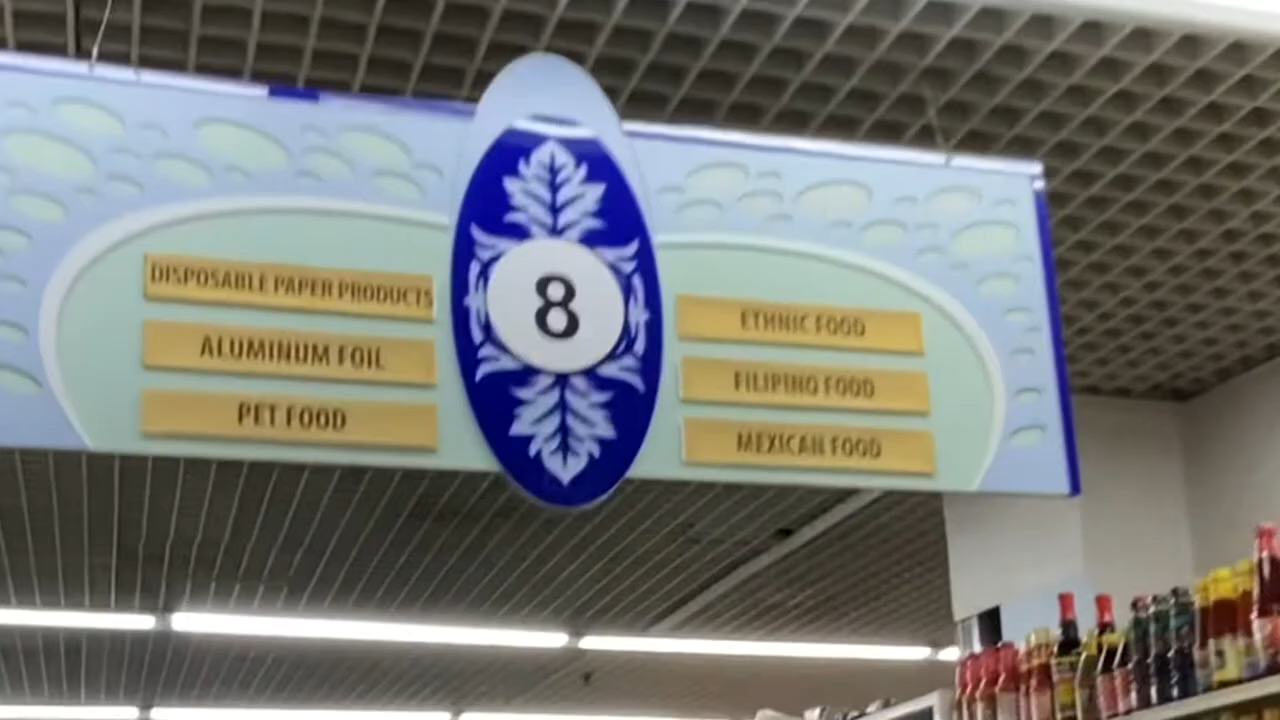 DISPOSABLE PAPER PRODUCTS
ALUMINUM FOIL
PET FOOD
8
ETHNIC FOOD
FILIPINO FOOD
MEXICAN FOOD